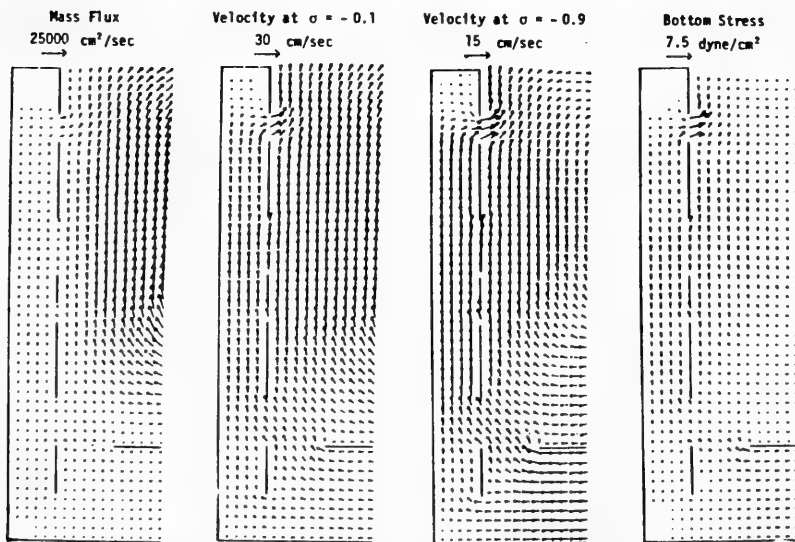 Mass Flux
25000 cm²/sec
Velocity at σ = -0.1
30 cm/sec
Velocity at σ = -0.9
15 cm/sec
Bottom Stress
7.5 dyne/cm²